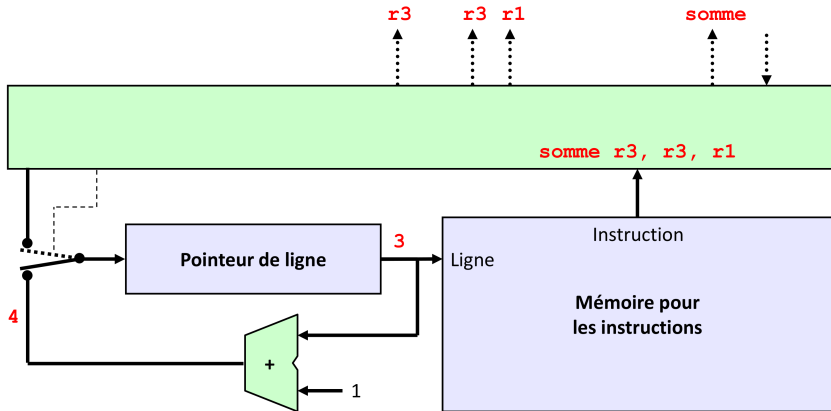 r3 r3 r1 somme
somme r3, r3, r1
Instruction
Pointeur de ligne
3
Ligne
Mémoire pour
les instructions
4
+
1